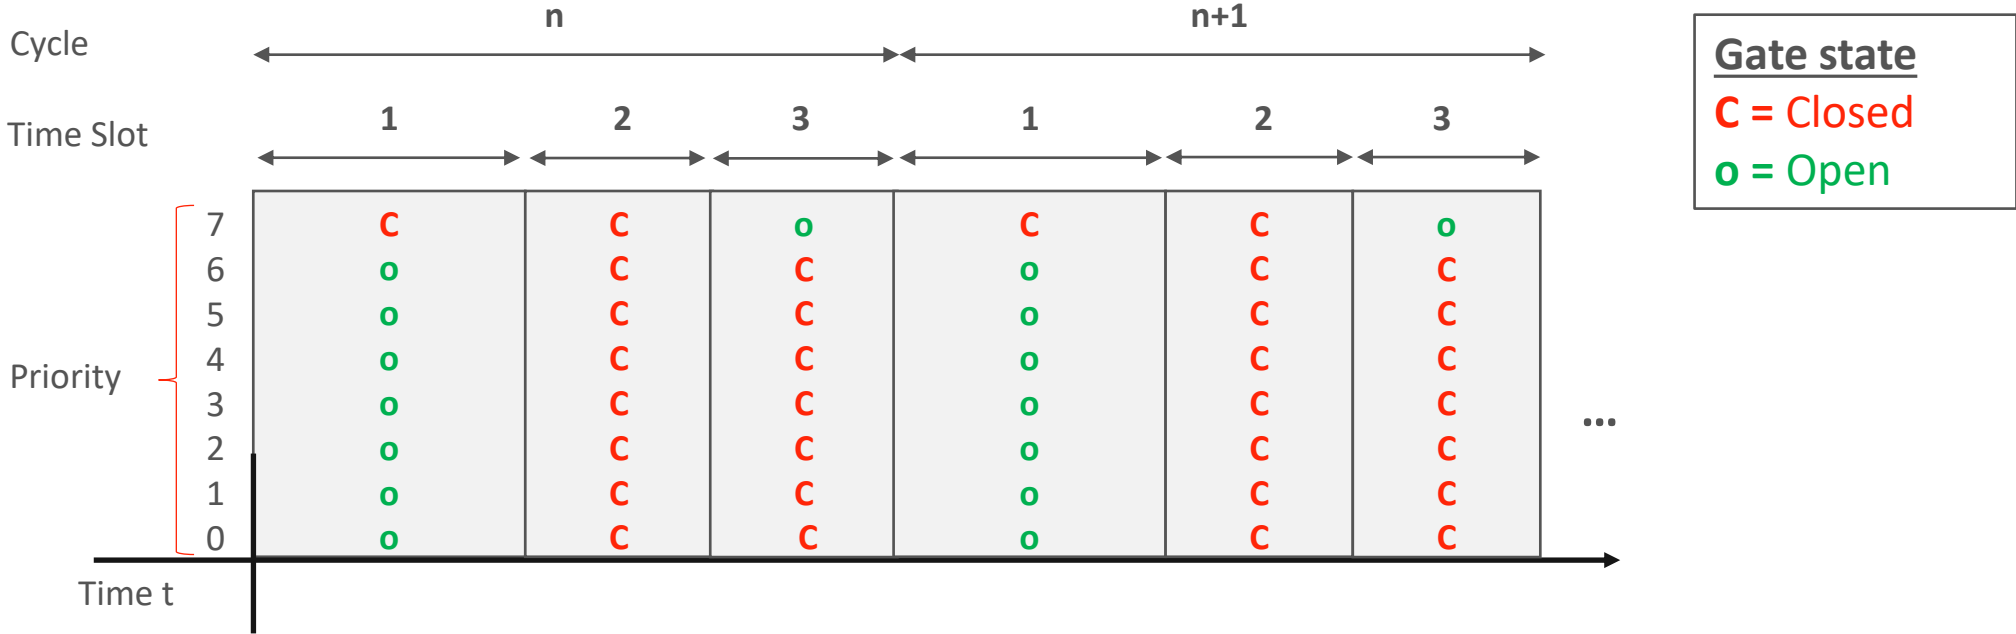 n n+1
Cycle
Time Slot 1 2 3 1 2 3
7 C C o C C o
6 o C C o C C
5 o C C o C C
Priority 4 o C C o C C
3 o C C o C C
...
2 o C C o C C
1 o C C o C C
0 o C C o C C
Time t
Gate state
C = Closed
o = Open